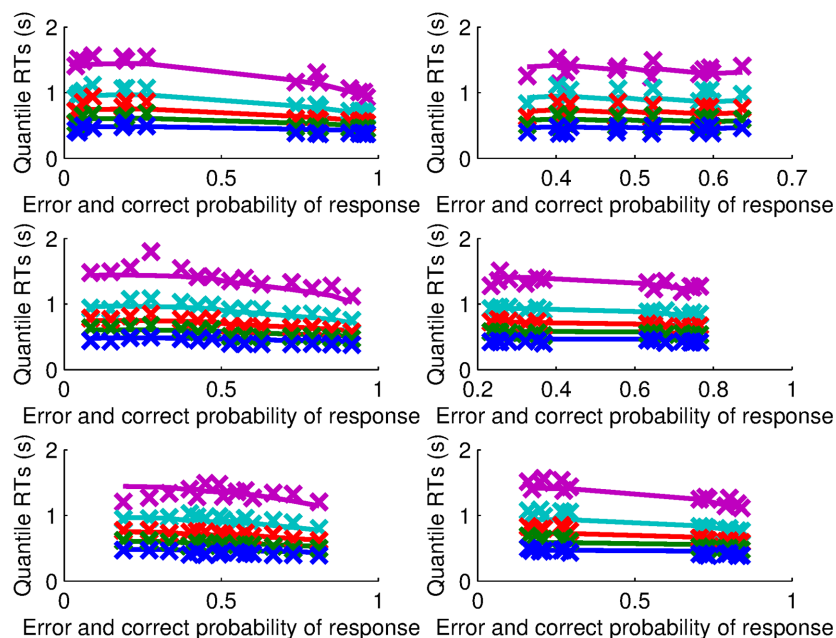 Quantile RTs (s)
2
1
0
0 0.5 1
Error and correct probability of response
Quantile RTs (s)
2
1
0
0.4 0.5 0.6 0.7
Error and correct probability of response
Quantile RTs (s)
2
1
0
0 0.5 1
Error and correct probability of response
Quantile RTs (s)
2
1
0
0.2 0.4 0.6 0.8 1
Error and correct probability of response
Quantile RTs (s)
2
1
0
0 0.5 1
Error and correct probability of response
Quantile RTs (s)
2
1
0
0 0.5 1
Error and correct probability of response